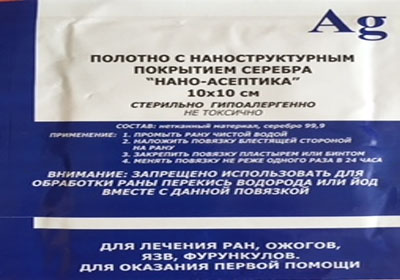 Ag
ПОЛОТНО С НАНОСТРУКТУРНЫМ
ПОКРЫТИЕМ СЕРЕБРА
"НАНО-АСЕПТИКА"
10х10 см
СТЕРИЛЬНО ГИПОАЛЕРГЕННО
НЕ ТОКСИЧНО
СОСТАВ: нетканный материал, серебро 99,9
ПРИМЕНЕНИЕ: 1. ПРОМЫТЬ РАНУ ЧИСТОЙ ВОДОЙ
2. НАЛОЖИТЬ ПОВЯЗКУ БЛЕСТЯЩЕЙ СТОРОНОЙ
НА РАНУ
3. ЗАКРЕПИТЬ ПОВЯЗКУ ПЛАСТЫРЕМ ИЛИ БИНТОМ
4. МЕНЯТЬ ПОВЯЗКУ НЕ РЕЖЕ ОДНОГО РАЗА В 24 ЧАСА
ВНИМАНИЕ: ЗАПРЕЩЕНО ИСПОЛЬЗОВАТЬ ДЛЯ
ОБРАБОТКИ РАНЫ ПЕРЕКИСЬ ВОДОРОДА ИЛИ ЙОД
ВМЕСТЕ С ДАННОЙ ПОВЯЗКОЙ
ДЛЯ ЛЕЧЕНИЯ РАН, ОЖОГОВ,
ЯЗВ, ФУРУНКУЛОВ.
ДЛЯ ОКАЗАНИЯ ПЕРВОЙ ПОМОЩИ